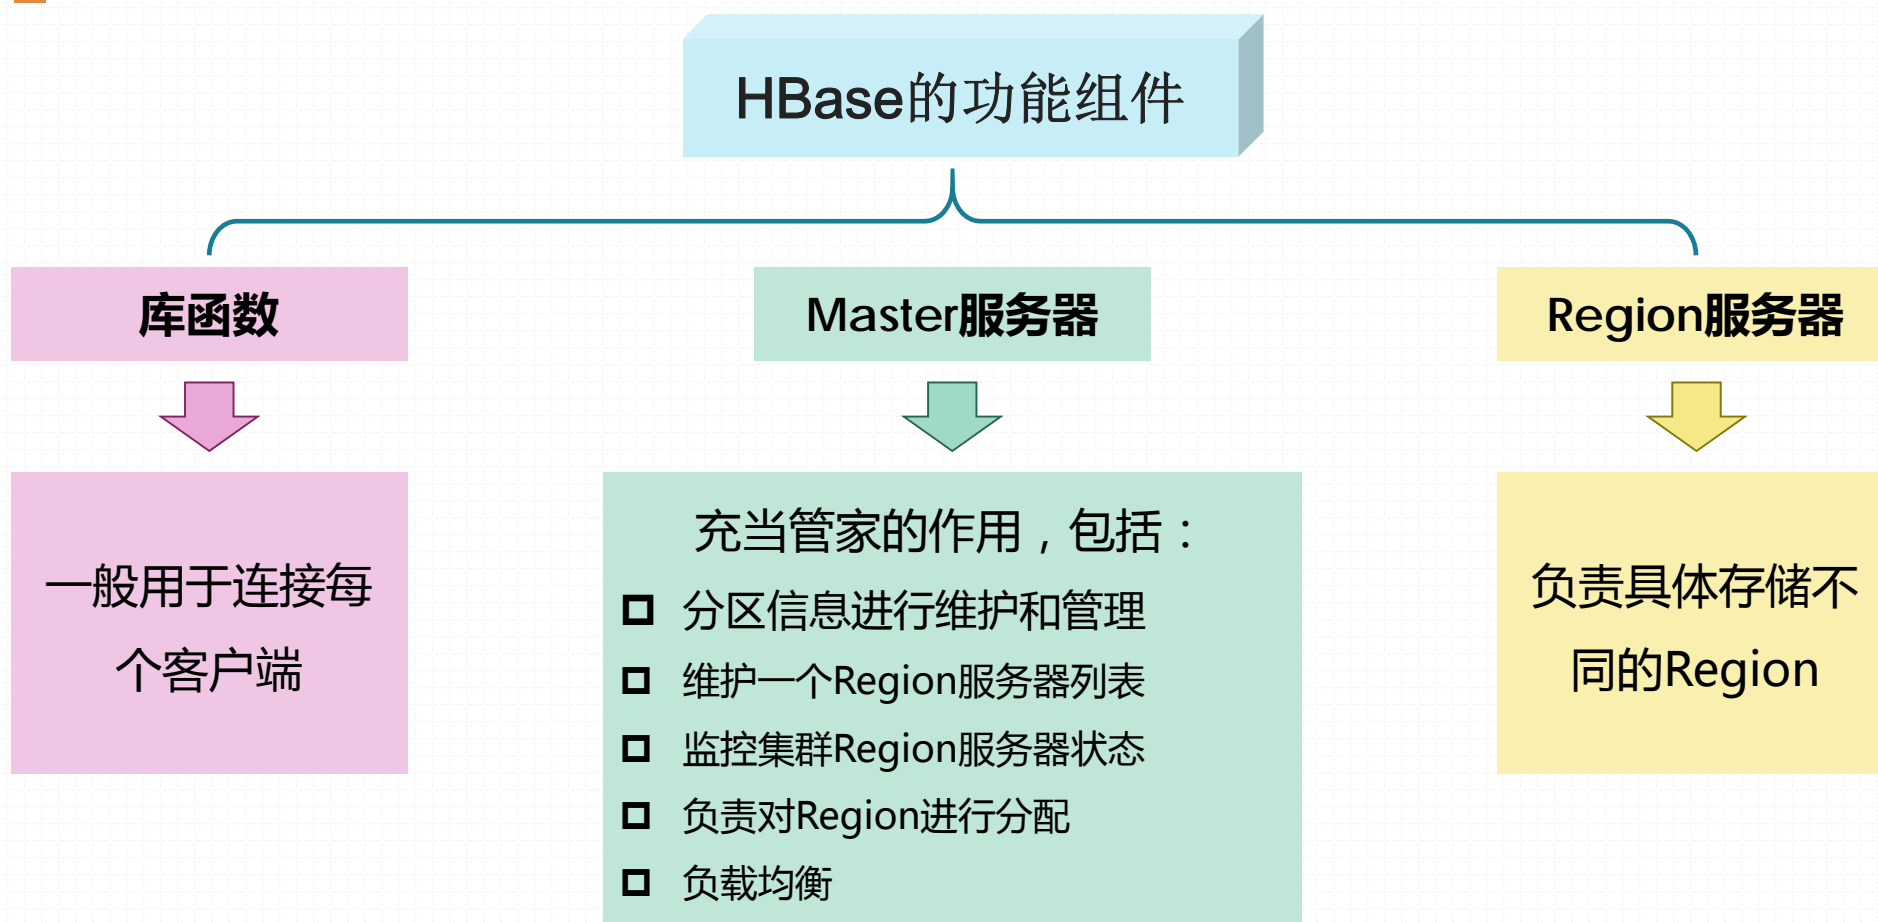 HBase的功能组件
库函数
Master服务器
Region服务器
一般用于连接每
个客户端
充当管家的作用，包括：
分区信息进行维护和管理
维护一个Region服务器列表
监控集群Region服务器状态
负责对Region进行分配
负载均衡
负责具体存储不
同的Region